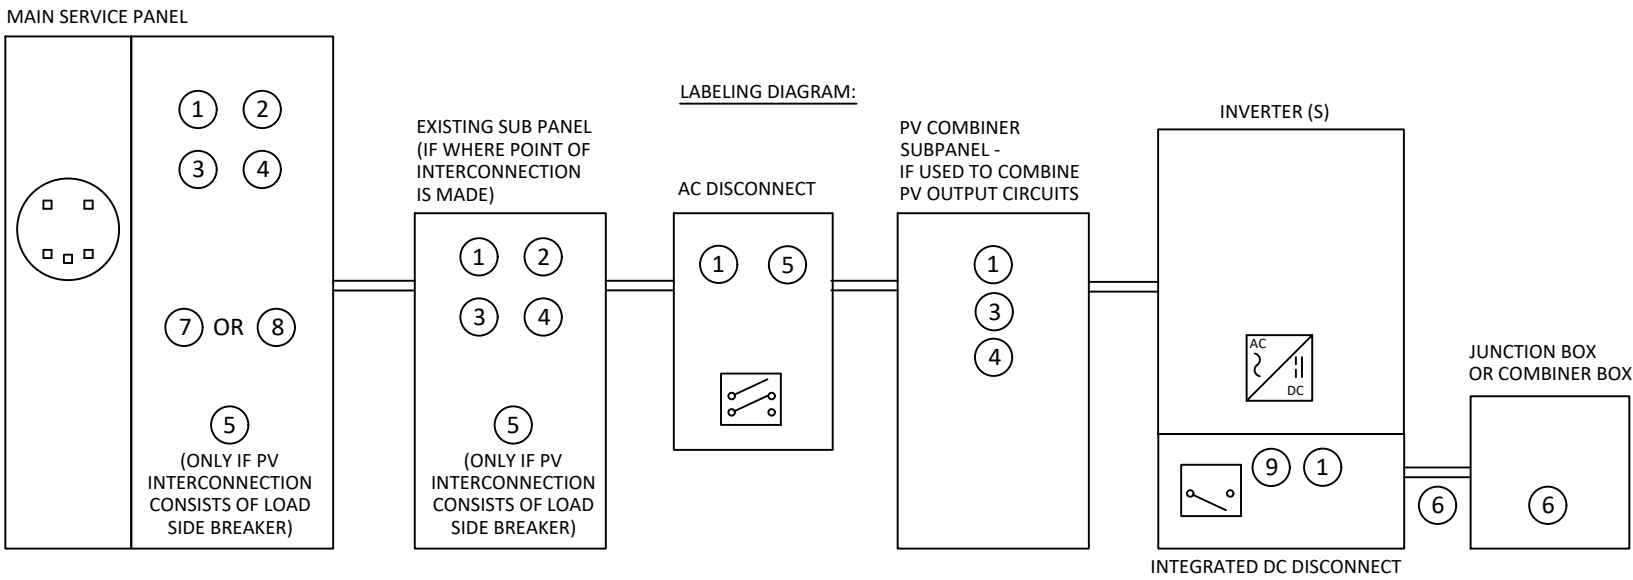 MAIN SERVICE PANEL
1 2
3 4
7 OR 8
5
(ONLY IF PV
INTERCONNECTION
CONSISTS OF LOAD
SIDE BREAKER)
EXISTING SUB PANEL
(IF WHERE POINT OF
INTERCONNECTION
IS MADE)
1 2
3 4
5
(ONLY IF PV
INTERCONNECTION
CONSISTS OF LOAD
SIDE BREAKER)
LABELING DIAGRAM:
AC DISCONNECT
1 5
PV COMBINER
SUBPANEL -
IF USED TO COMBINE
PV OUTPUT CIRCUITS
1
3
4
INVERTER (S)
AC
DC
9 1
INTEGRATED DC DISCONNECT
6
JUNCTION BOX
OR COMBINER BOX
6